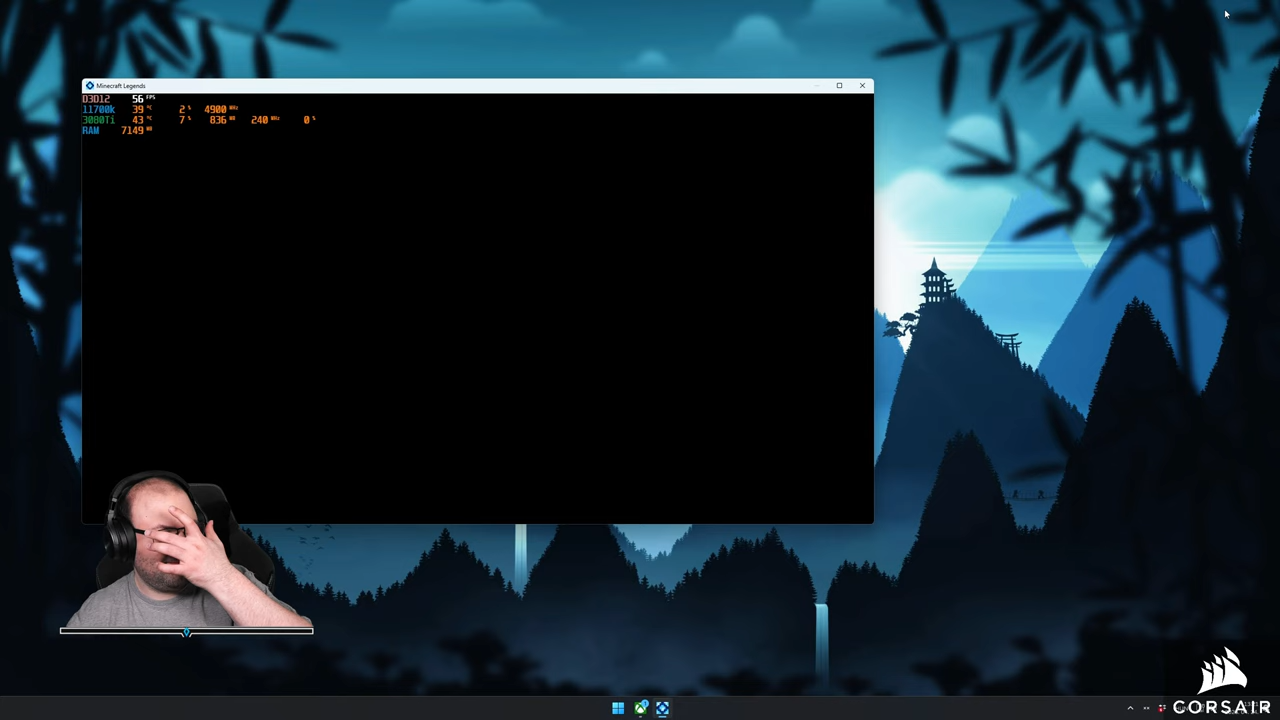 Minecraft Legends
D3D12 56 FPS
11700k 39 °C 2 % 4900 MHz
3080Ti 43 °C 7 % 836 MB 240 MHz 0 %
RAM 7149 MB
CORSAIR